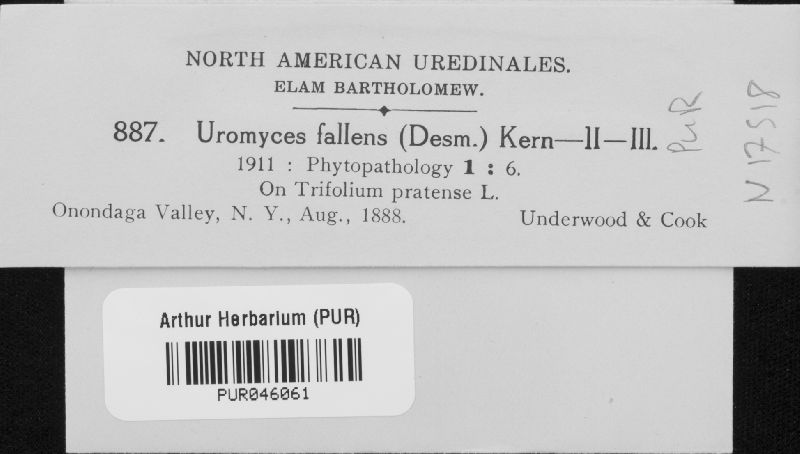 NORTH AMERICAN UREDINALES.
ELAM BARTHOLOMEW.
887. Uromyces fallens (Desm.) Kern—II—III.
1911 : Phytopathology 1 : 6.
On Trifolium pratense L.
Onondaga Valley, N. Y., Aug., 1888. Underwood & Cook
PUR
N 17518
Arthur Herbarium (PUR)
PUR046061